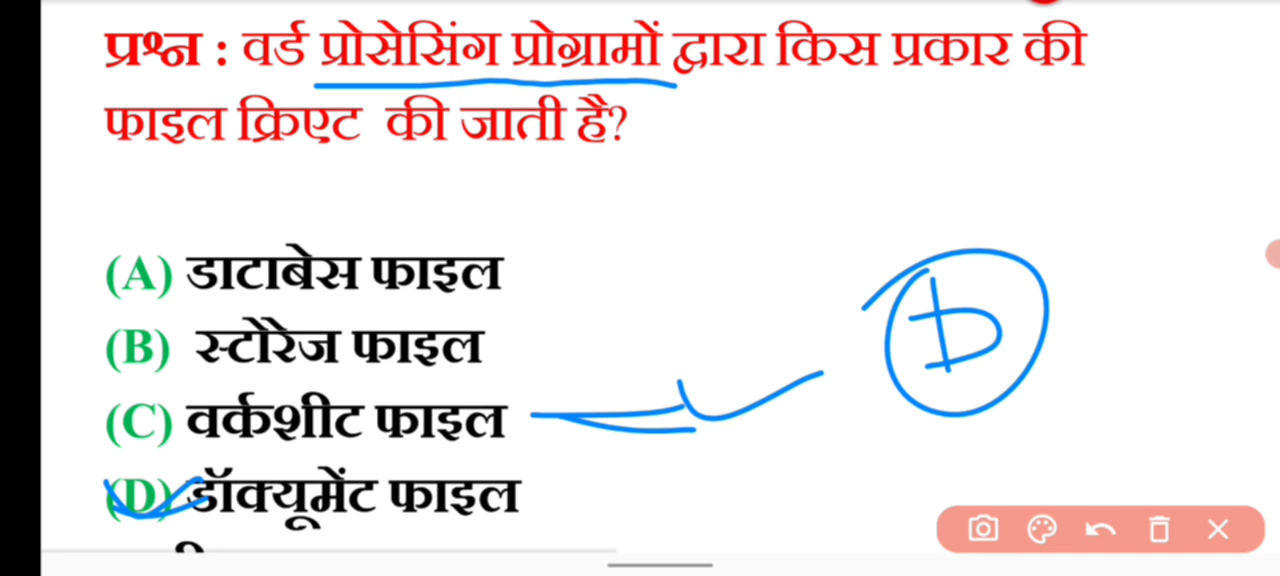 प्रश्न : वर्ड प्रोसेसिंग प्रोग्रामों द्वारा किस प्रकार की
फाइल क्रिएट की जाती है?
(A) डाटाबेस फाइल
(B) स्टोरेज फाइल
(C) वर्कशीट फाइल
D
(D) डॉक्यूमेंट फाइल